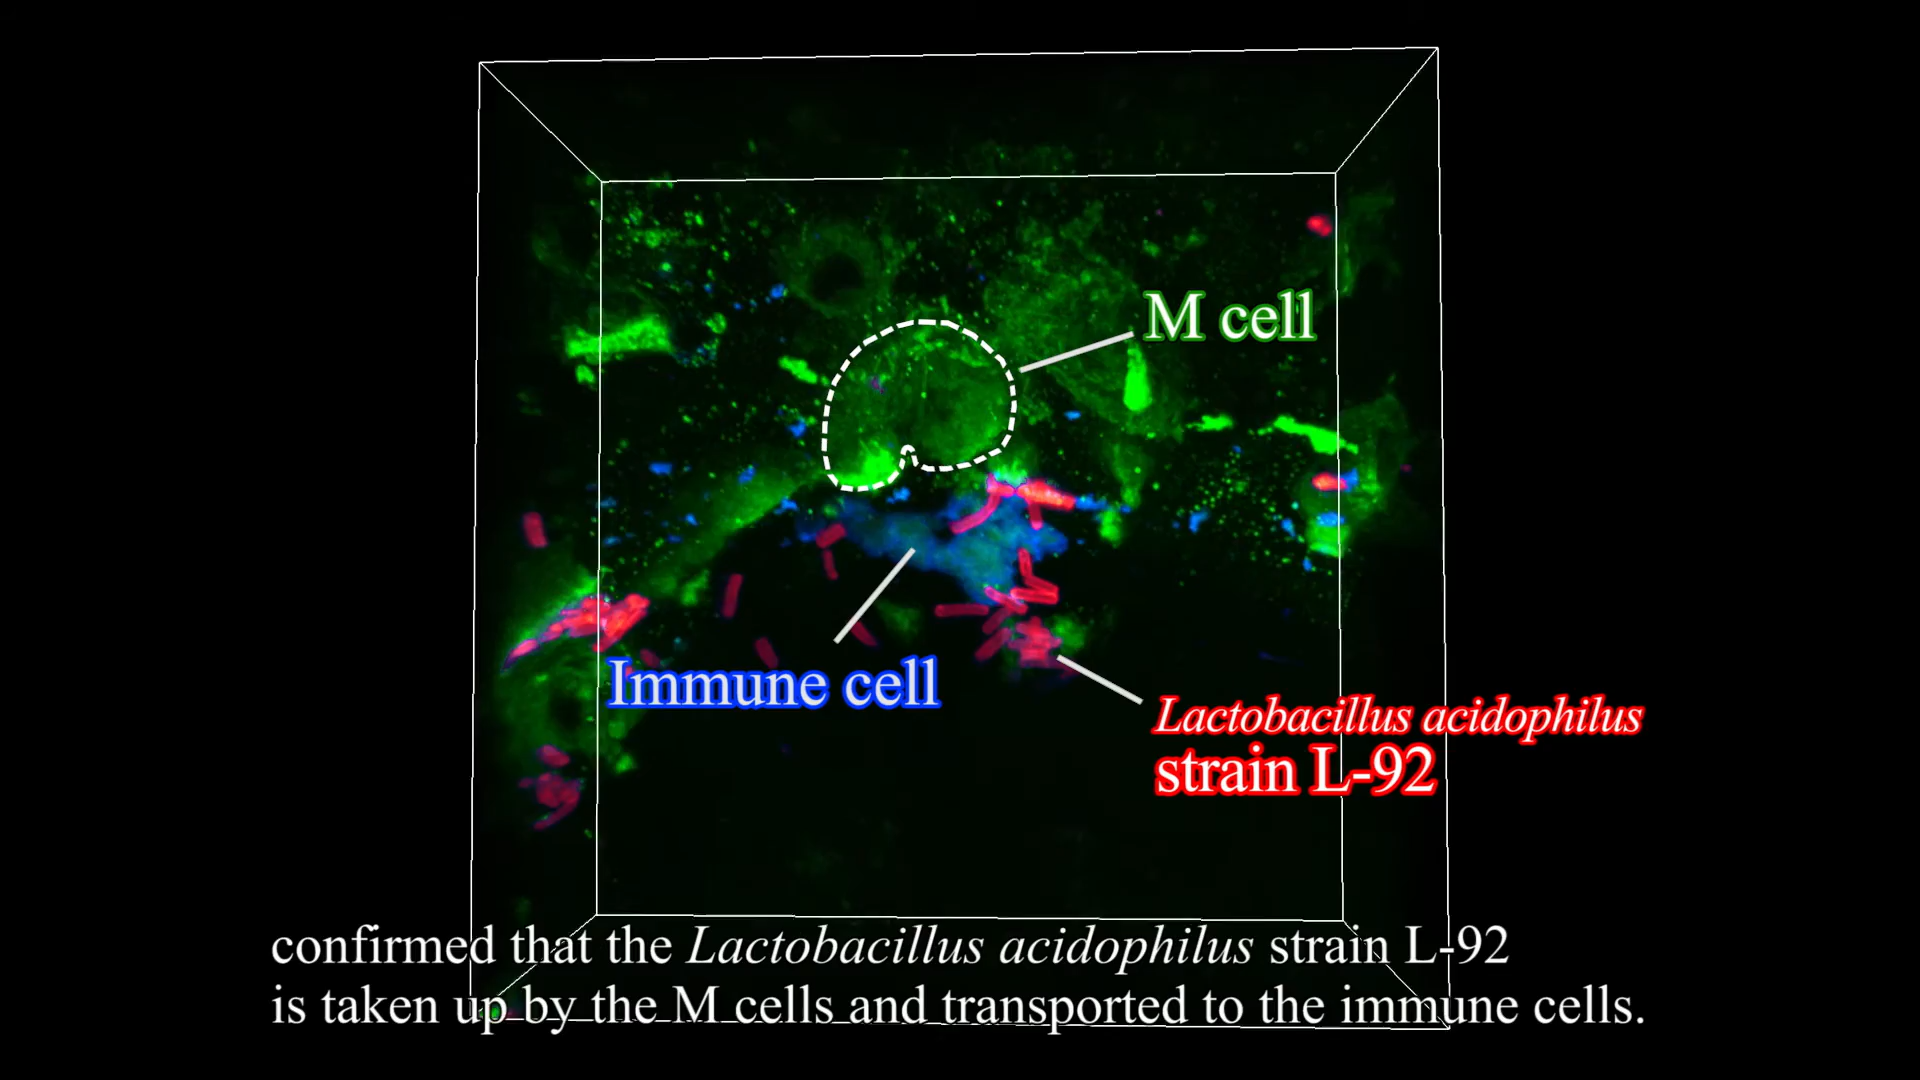 M cell
Immune cell
Lactobacillus acidophilus
strain L-92
confirmed that the Lactobacillus acidophilus strain L-92
is taken up by the M cells and transported to the immune cells.